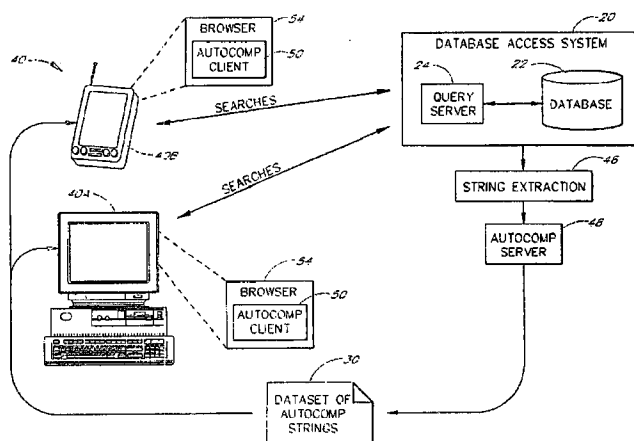 54
BROWSER
AUTOCOMP
CLIENT
50
40
40B
SEARCHES
SEARCHES
20
DATABASE ACCESS SYSTEM
24
22
QUERY
SERVER
DATABASE
46
STRING EXTRACTION
48
AUTOCOMP
SERVER
40A
54
BROWSER
50
AUTOCOMP
CLIENT
30
DATASET OF
AUTOCOMP
STRINGS